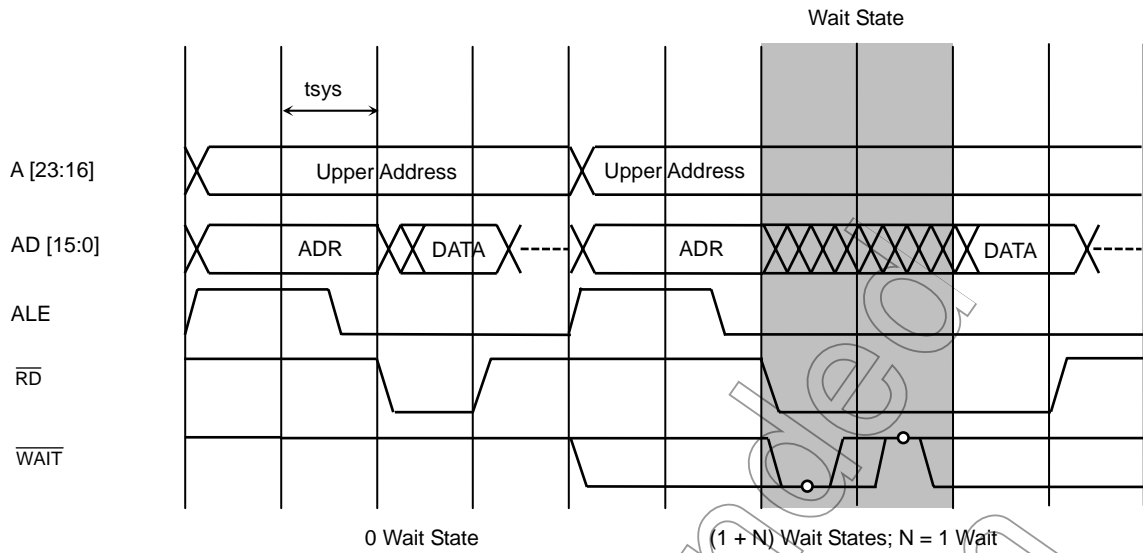 Wait State
tsys
A [23:16]
Upper Address
Upper Address
AD [15:0]
ADR
DATA
ADR
DATA
ALE
RD
WAIT
0 Wait State
(1 + N) Wait States; N = 1 Wait